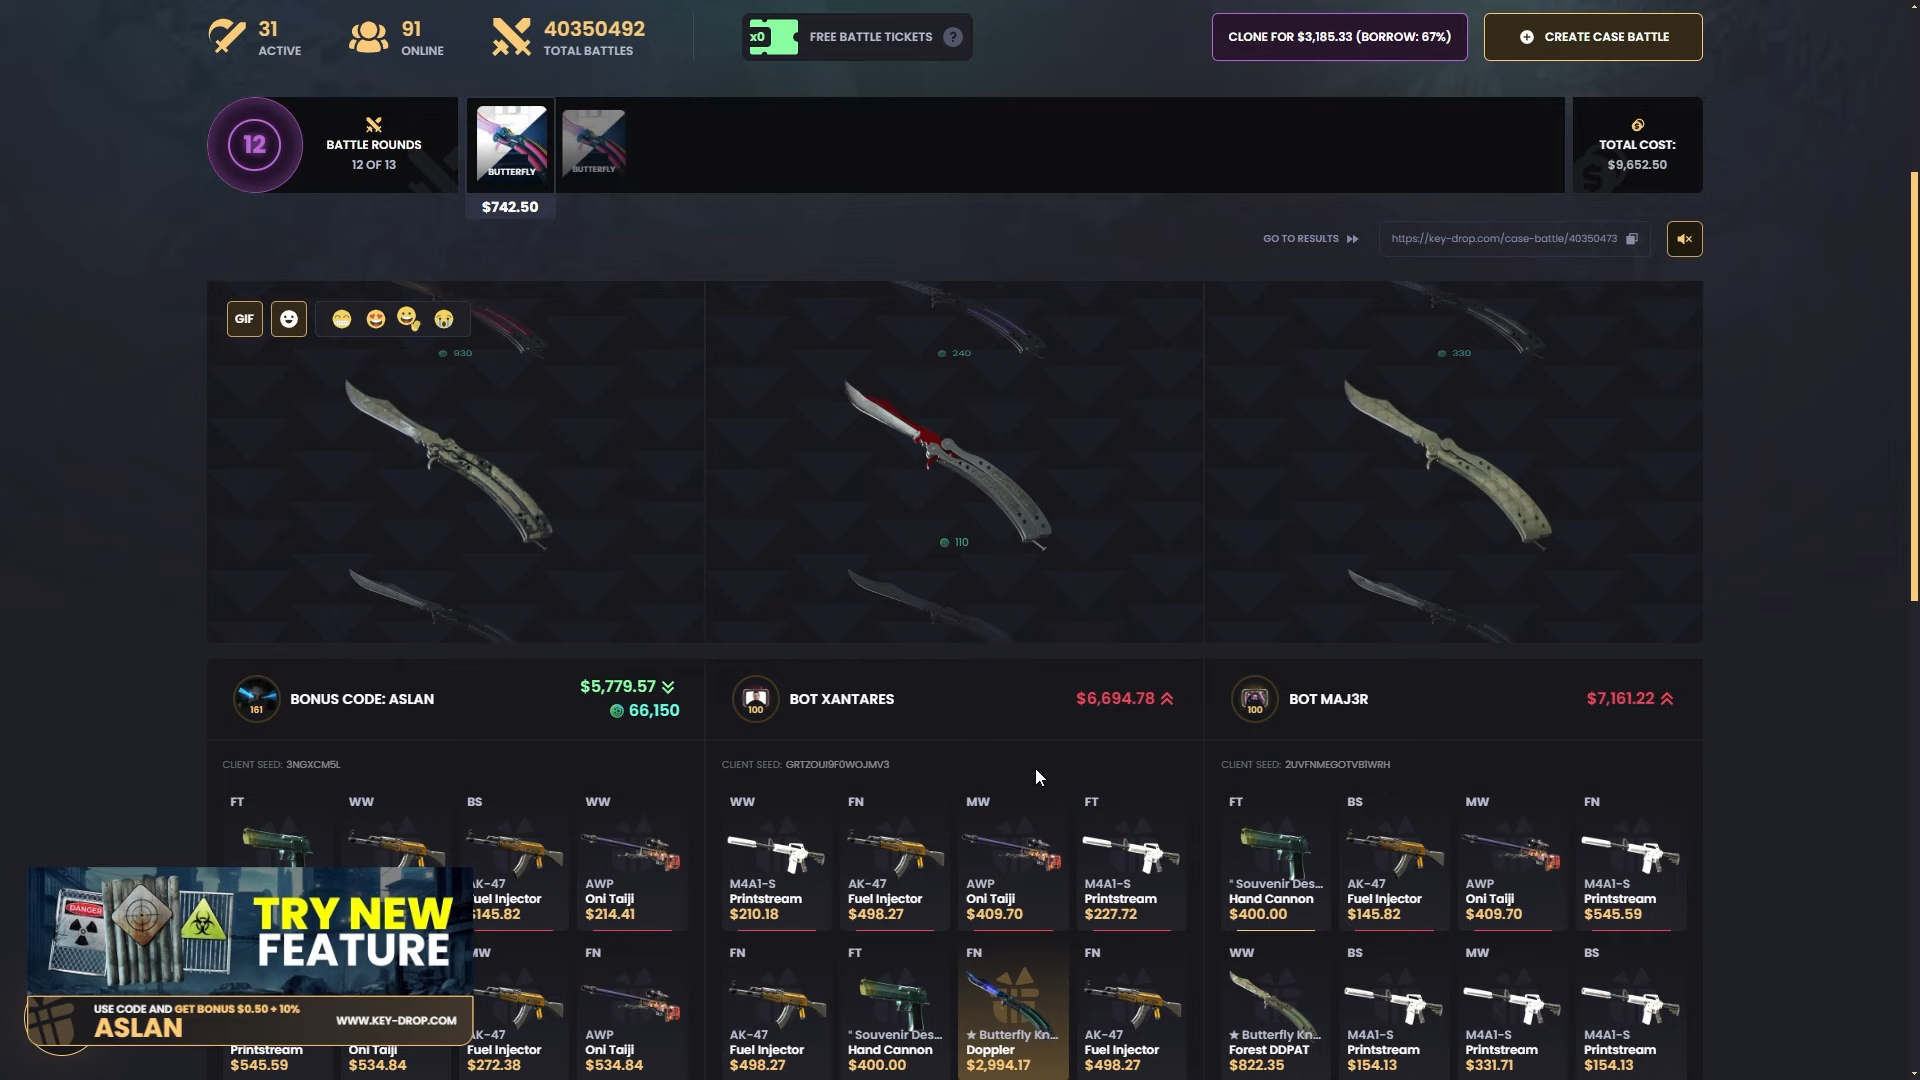 31
ACTIVE
91
ONLINE
40350492
TOTAL BATTLES
x0
FREE BATTLE TICKETS
?
CLONE FOR $3,185.33 (BORROW: 67%)
CREATE CASE BATTLE
12
BATTLE ROUNDS
12 OF 13
BUTTERFLY
BUTTERFLY
$742.50
TOTAL COST:
$9,652.50
GO TO RESULTS
https://key-drop.com/case-battle/40350473
GIF
930
240
330
110
161
BONUS CODE: ASLAN
$5,779.57
66,150
100
BOT XANTARES
$6,694.78
100
BOT MAJ3R
$7,161.22
CLIENT SEED: 3NGXCM5L
CLIENT SEED: GRTZOUI9F0WOJMV3
CLIENT SEED: 2UVFNMEGOTVB1WRH
FT WW BS WW
WW FN MW FT
FT BS MW FN
AK-47 AWP
Fuel Injector Oni Taiji
$145.82 $214.41
M4A1-S AK-47 AWP M4A1-S
Printstream Fuel Injector Oni Taiji Printstream
$210.18 $498.27 $409.70 $227.72
" Souvenir Des... AK-47 AWP M4A1-S
Hand Cannon Fuel Injector Oni Taiji Printstream
$400.00 $145.82 $409.70 $545.59
MW FN
FN FT FN FN
WW BS MW BS
AK-47 AWP
Printstream Oni Taiji Fuel Injector Oni Taiji
$545.59 $534.84 $272.38 $534.84
AK-47 " Souvenir Des... ★ Butterfly Kn... AK-47
Fuel Injector Hand Cannon Doppler Fuel Injector
$498.27 $400.00 $2,994.17 $498.27
★ Butterfly Kn... M4A1-S M4A1-S M4A1-S
Forest DDPAT Printstream Printstream Printstream
$822.35 $154.13 $331.71 $154.13
DANGER
TRY NEW
FEATURE
USE CODE AND GET BONUS $0.50 + 10%
ASLAN
WWW.KEY-DROP.COM